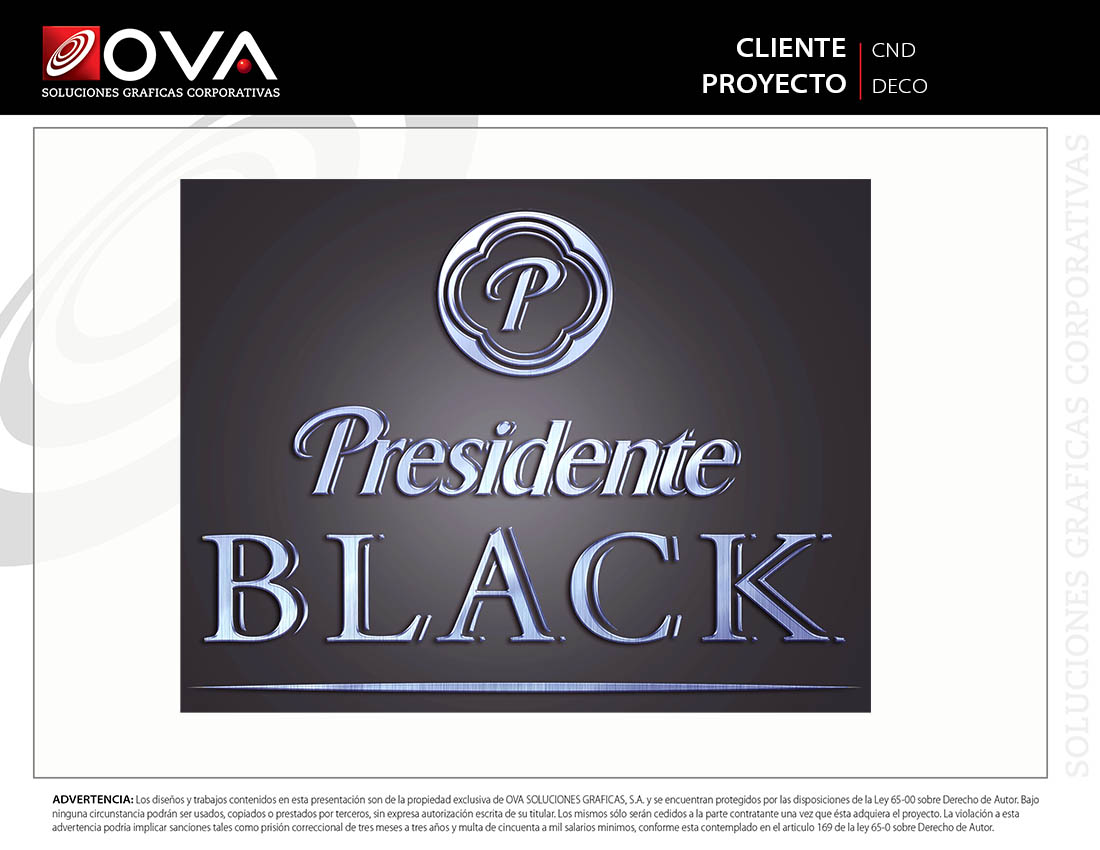 OVA
SOLUCIONES GRAFICAS CORPORATIVAS
CLIENTE CND
PROYECTO DECO
P
Presidente
BLACK
SOLUCIONES GRAFICAS CORPORATIVAS
ADVERTENCIA: Los diseños y trabajos contenidos en esta presentación son de la propiedad exclusiva de OVA SOLUCIONES GRAFICAS, S.A. y se encuentran protegidos por las disposiciones de la Ley 65-00 sobre Derecho de Autor. Bajo
ninguna circunstancia podrán ser usados, copiados o prestados por terceros, sin expresa autorización escrita de su titular. Los mismos sólo serán cedidos a la parte contratante una vez que ésta adquiera el proyecto. La violación a esta
advertencia podria implicar sanciones tales como prisión correccional de tres meses a tres años y multa de cincuenta a mil salarios minimos, conforme esta contemplado en el articulo 169 de la ley 65-0 sobre Derecho de Autor.